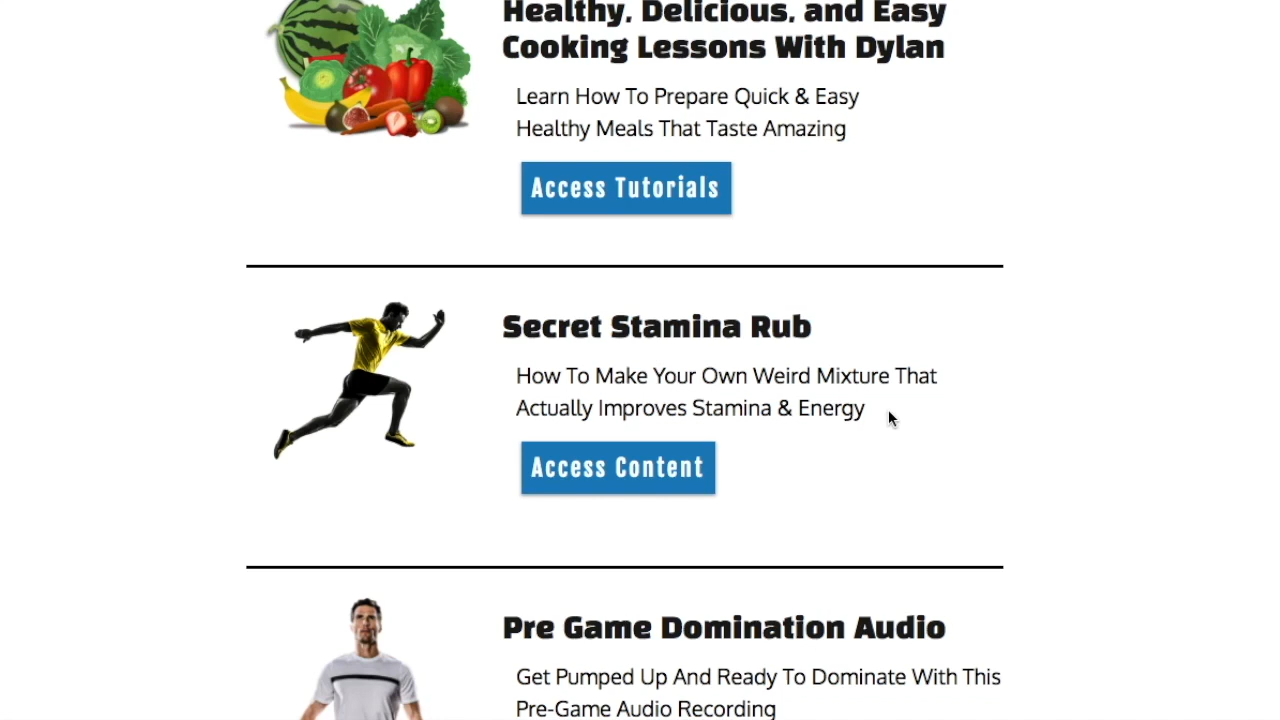 Healthy, Delicious, and Easy
Cooking Lessons With Dylan
Learn How To Prepare Quick & Easy
Healthy Meals That Taste Amazing
Access Tutorials
Secret Stamina Rub
How To Make Your Own Weird Mixture That
Actually Improves Stamina & Energy
Access Content
Pre Game Domination Audio
Get Pumped Up And Ready To Dominate With This
Pre-Game Audio Recording